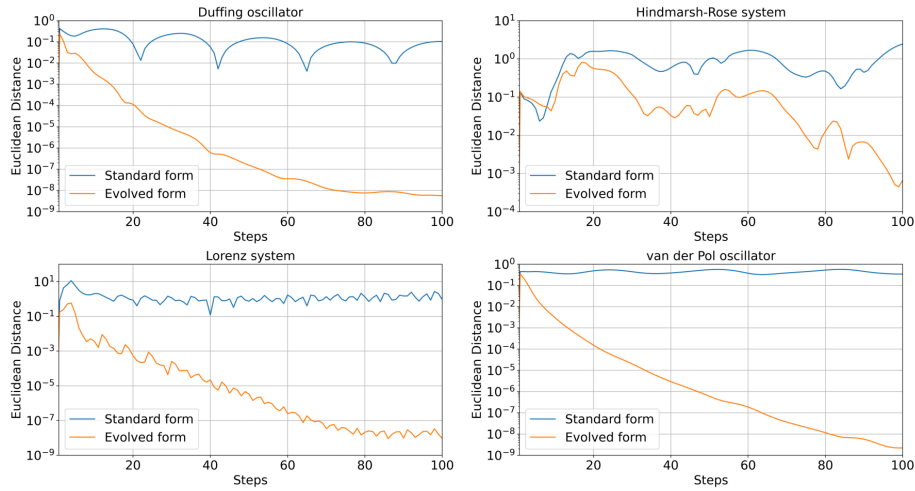 Duffing oscillator
10^0
10^-1
10^-2
10^-3
10^-4
10^-5
10^-6
10^-7
10^-8
10^-9
Euclidean Distance
Standard form
Evolved form
20
40
60
80
100
Steps
Hindmarsh-Rose system
10^1
10^0
10^-1
10^-2
10^-3
10^-4
Euclidean Distance
Standard form
Evolved form
20
40
60
80
100
Steps
Lorenz system
10^1
10^-1
10^-3
10^-5
10^-7
10^-9
Euclidean Distance
Standard form
Evolved form
20
40
60
80
100
Steps
van der Pol oscillator
10^0
10^-1
10^-2
10^-3
10^-4
10^-5
10^-6
10^-7
10^-8
10^-9
Euclidean Distance
Standard form
Evolved form
20
40
60
80
100
Steps